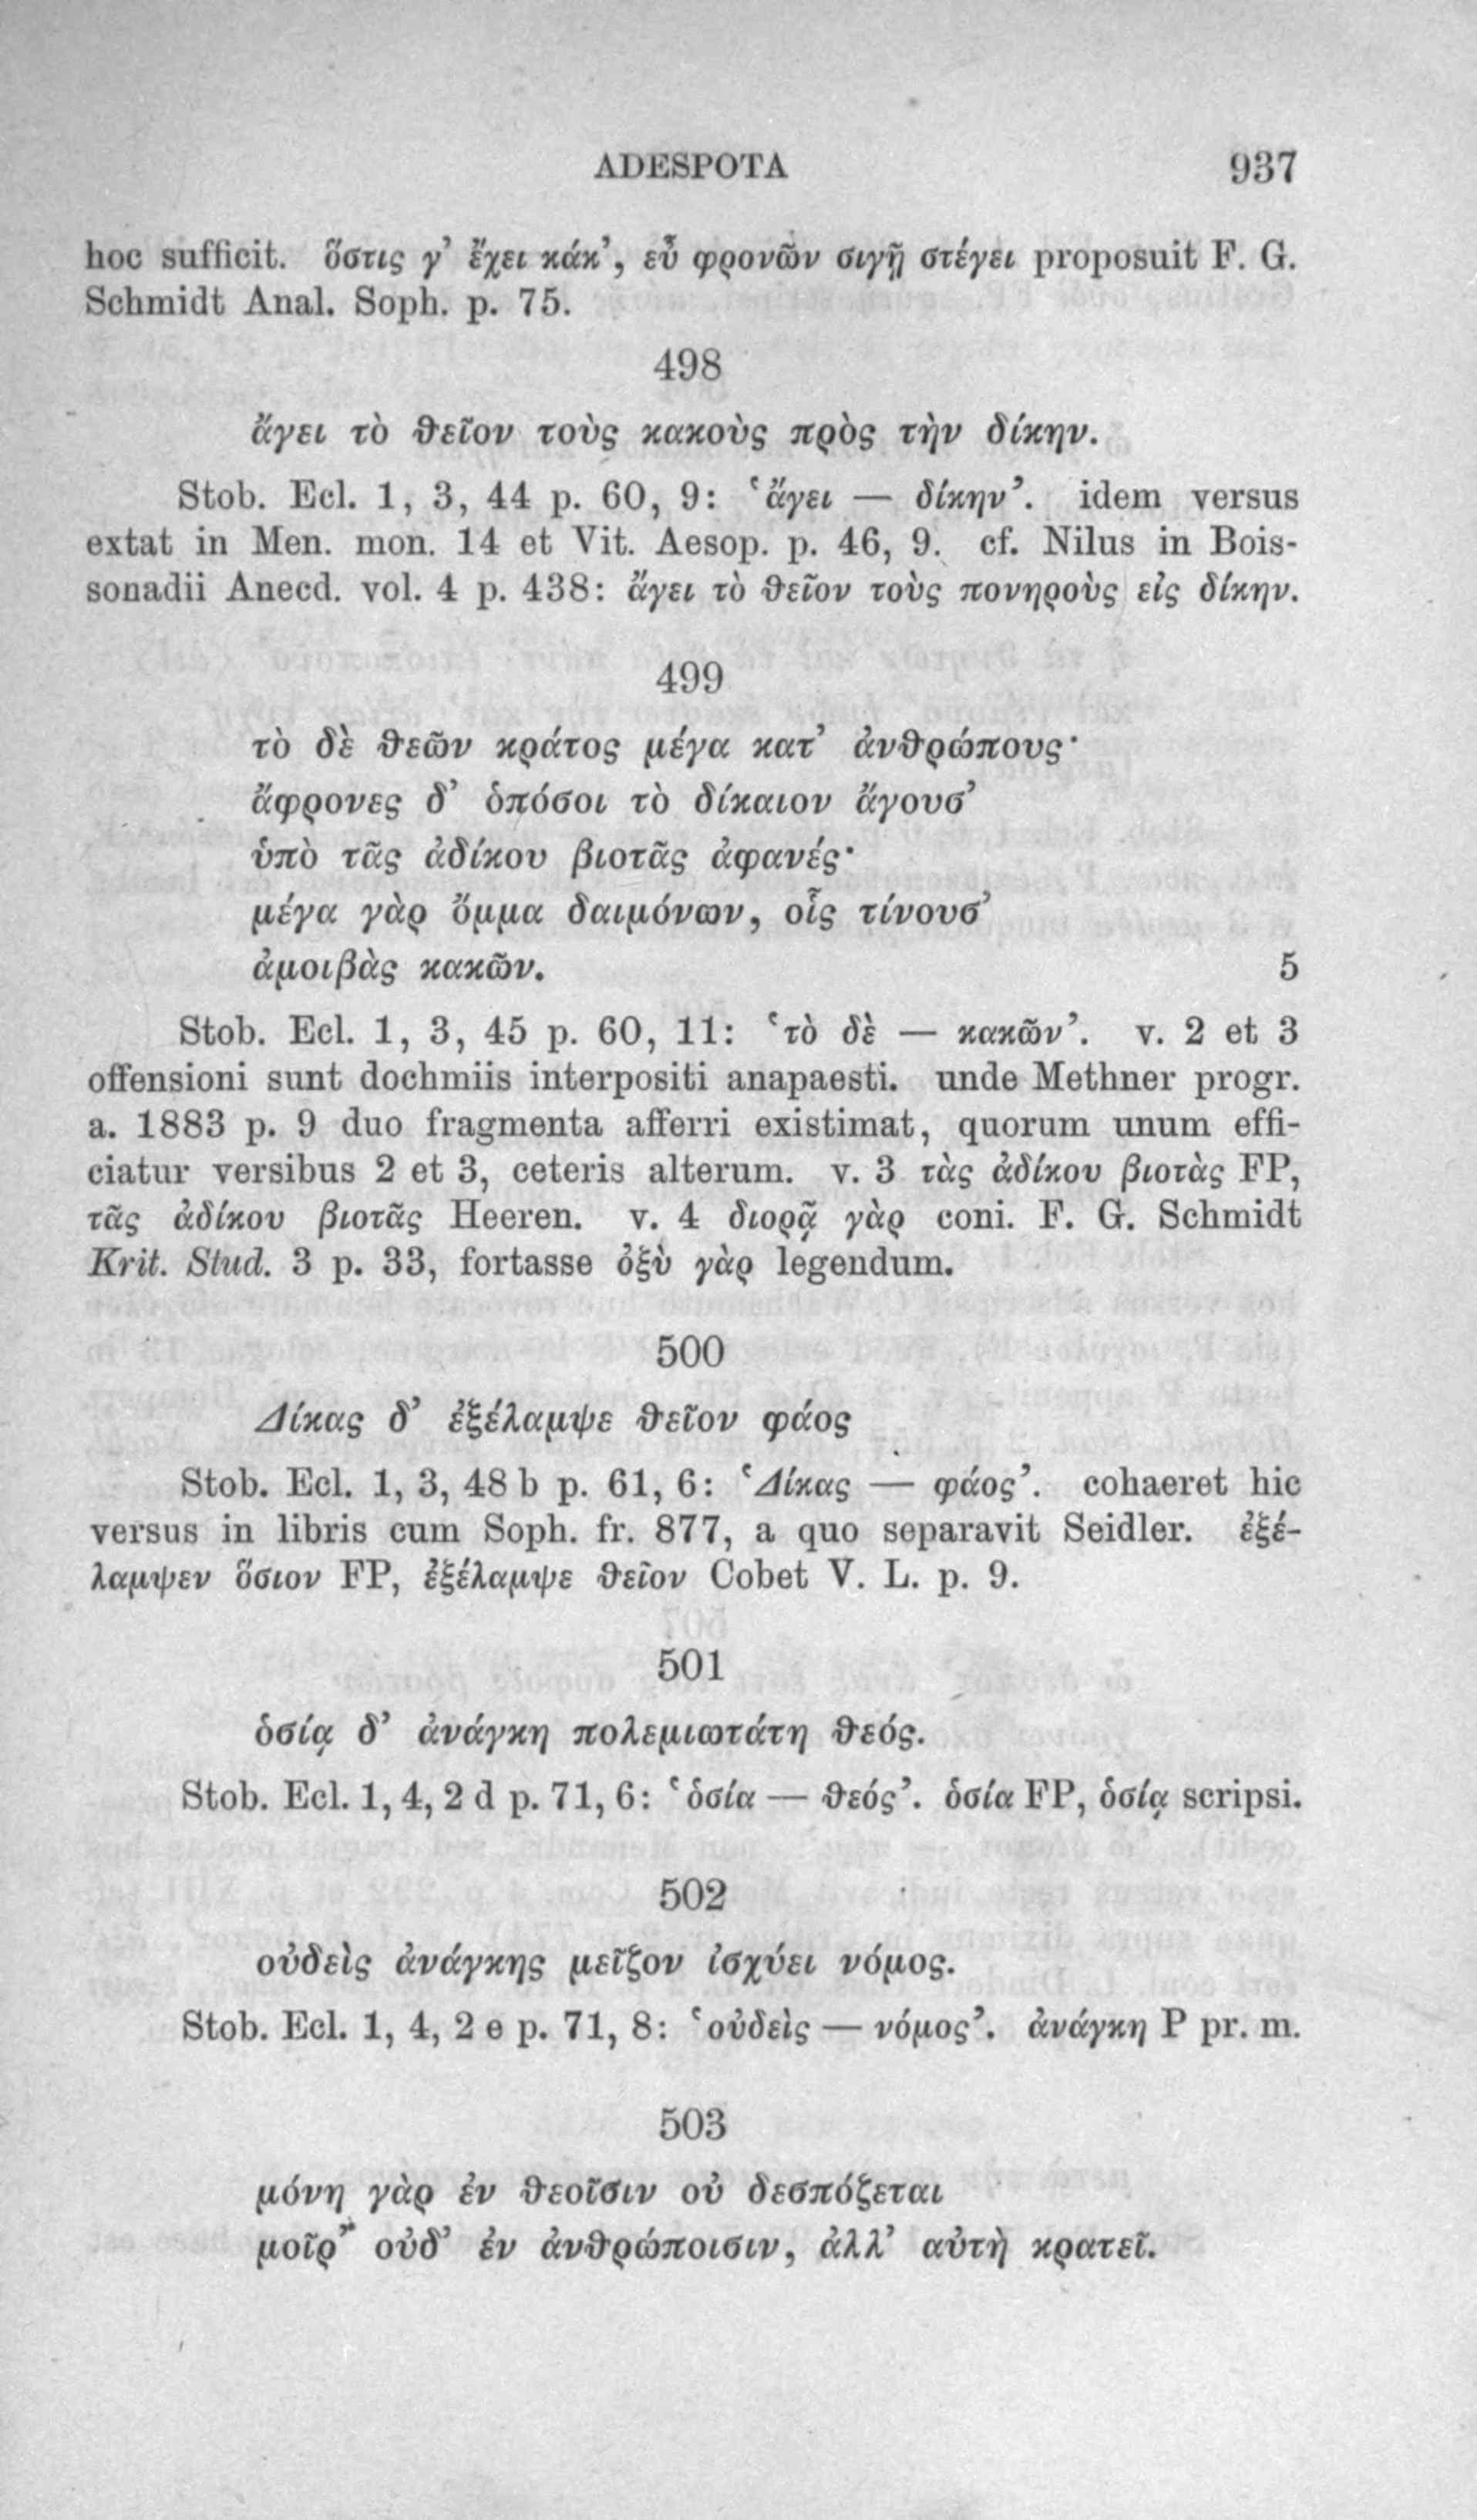 ADESPOTA 937
hoc sufficit. ὅστις γ’ ἔχει κάκ’, εὖ φρονῶν σιγῇ στέγει proposuit F. G.
Schmidt Anal. Soph. p. 75.
498
ἄγει τὸ θεῖον τοὺς κακοὺς πρὸς τὴν δίκην.
Stob. Ecl. 1, 3, 44 p. 60, 9: ‘ἄγει — δίκην’. idem versus
extat in Men. mon. 14 et Vit. Aesop. p. 46, 9. cf. Nilus in Bois-
sonadii Anecd. vol. 4 p. 438: ἄγει τὸ θεῖον τοὺς πονηροὺς εἰς δίκην.
499
τὸ δὲ θεῶν κράτος μέγα κατ’ ἀνθρώπους·
ἄφρονες δ’ ὁπόσοι τὸ δίκαιον ἄγουσ’
ὑπὸ τᾶς ἀδίκου βιοτᾶς ἀφανές·
μέγα γὰρ ὄμμα δαιμόνων, οἷς τίνουσ’
ἀμοιβὰς κακῶν. 5
Stob. Ecl. 1, 3, 45 p. 60, 11: ‘τὸ δὲ — κακῶν’. v. 2 et 3
offensioni sunt dochmiis interpositi anapaesti. unde Methner progr.
a. 1883 p. 9 duo fragmenta afferri existimat, quorum unum effi-
ciatur versibus 2 et 3, ceteris alterum. v. 3 τὰς ἀδίκου βιοτὰς FP,
τᾶς ἀδίκου βιοτᾶς Heeren. v. 4 διορᾷ γὰρ coni. F. G. Schmidt
Krit. Stud. 3 p. 33, fortasse ὀξὺ γὰρ legendum.
500
Δίκας δ’ ἐξέλαμψε θεῖον φάος
Stob. Ecl. 1, 3, 48 b p. 61, 6: ‘Δίκας — φάος’. cohaeret hic
versus in libris cum Soph. fr. 877, a quo separavit Seidler. ἐξέ-
λαμψεν ὅσιον FP, ἐξέλαμψε θεῖον Cobet V. L. p. 9.
501
ὁσίᾳ δ’ ἀνάγκη πολεμιωτάτη θεός.
Stob. Ecl. 1, 4, 2 d p. 71, 6: ‘ὁσία — θεός’. ὁσία FP, ὁσίᾳ scripsi.
502
οὐδεὶς ἀνάγκης μεῖζον ἰσχύει νόμος.
Stob. Ecl. 1, 4, 2 e p. 71, 8: ‘οὐδεὶς — νόμος’. ἀνάγκη P pr. m.
503
μόνη γὰρ ἐν θεοῖσιν οὐ δεσπόζεται
μοῖρ’ οὐδ’ ἐν ἀνθρώποισιν, ἀλλ’ αὐτὴ κρατεῖ.